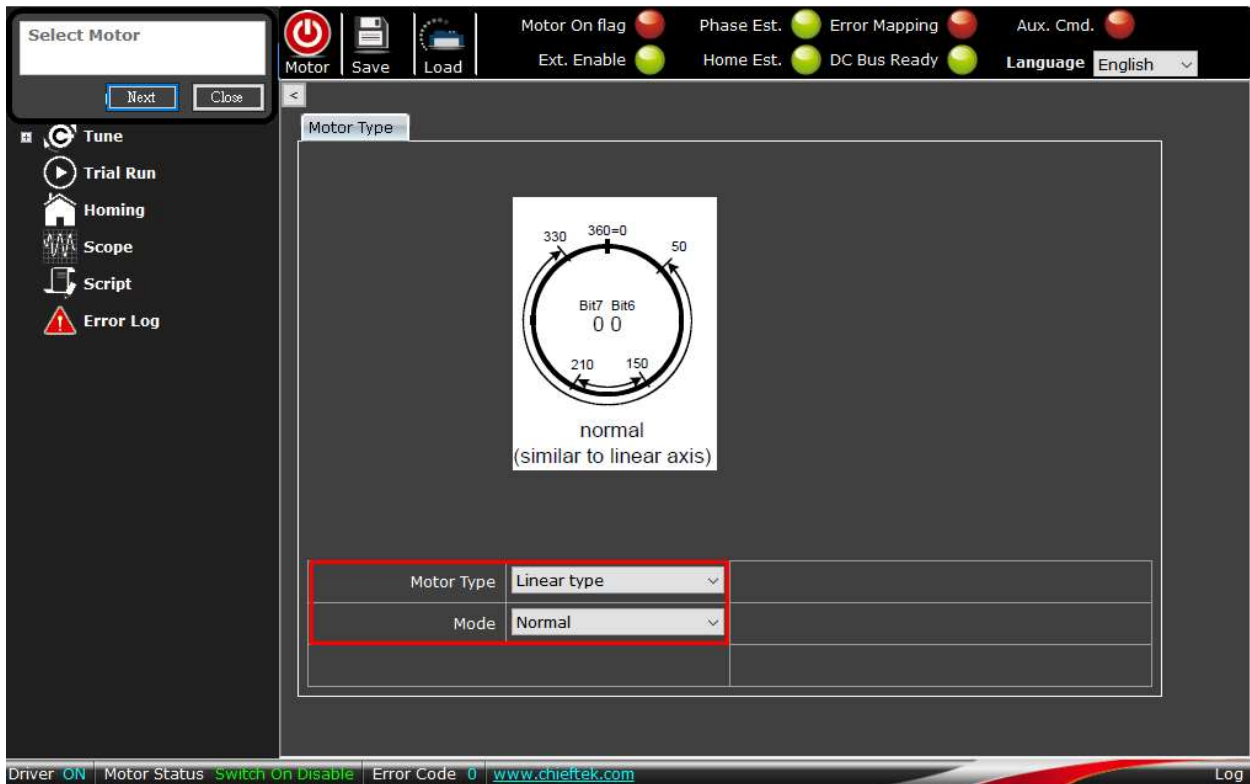 Select Motor
Next Close
Tune
Trial Run
Homing
Scope
Script
Error Log
Motor Save Load
Motor On flag Phase Est. Error Mapping Aux. Cmd.
Ext. Enable Home Est. DC Bus Ready Language English
<
Motor Type
330 360=0 50
Bit7 Bit6
0 0
210 150
normal
(similar to linear axis)
Motor Type Linear type
Mode Normal
Driver ON Motor Status Switch On Disable Error Code 0 www.chieftek.com Log